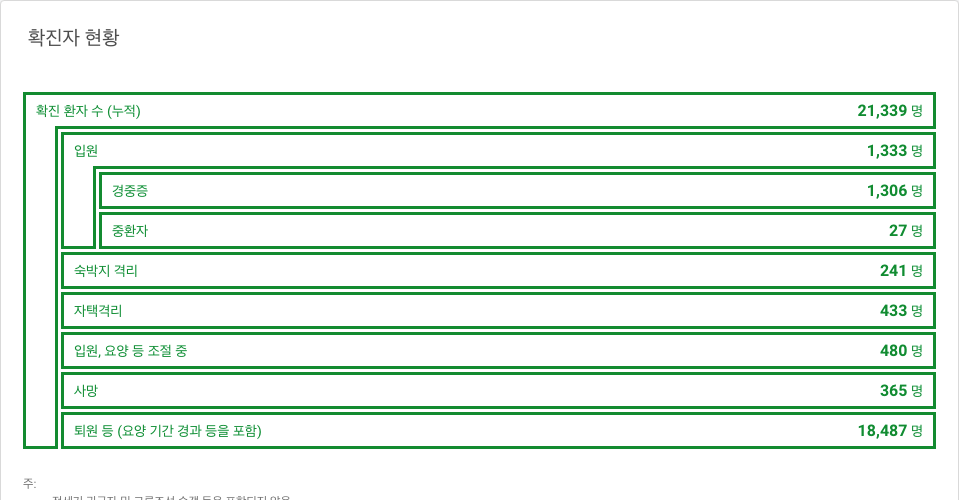 확진자 현황
확진 환자 수 (누적) 21,339 명
입원 1,333 명
경중증 1,306 명
중환자 27 명
숙박지 격리 241 명
자택격리 433 명
입원, 요양 등 조절 중 480 명
사망 365 명
퇴원 등 (요양 기간 경과 등을 포함) 18,487 명
주: